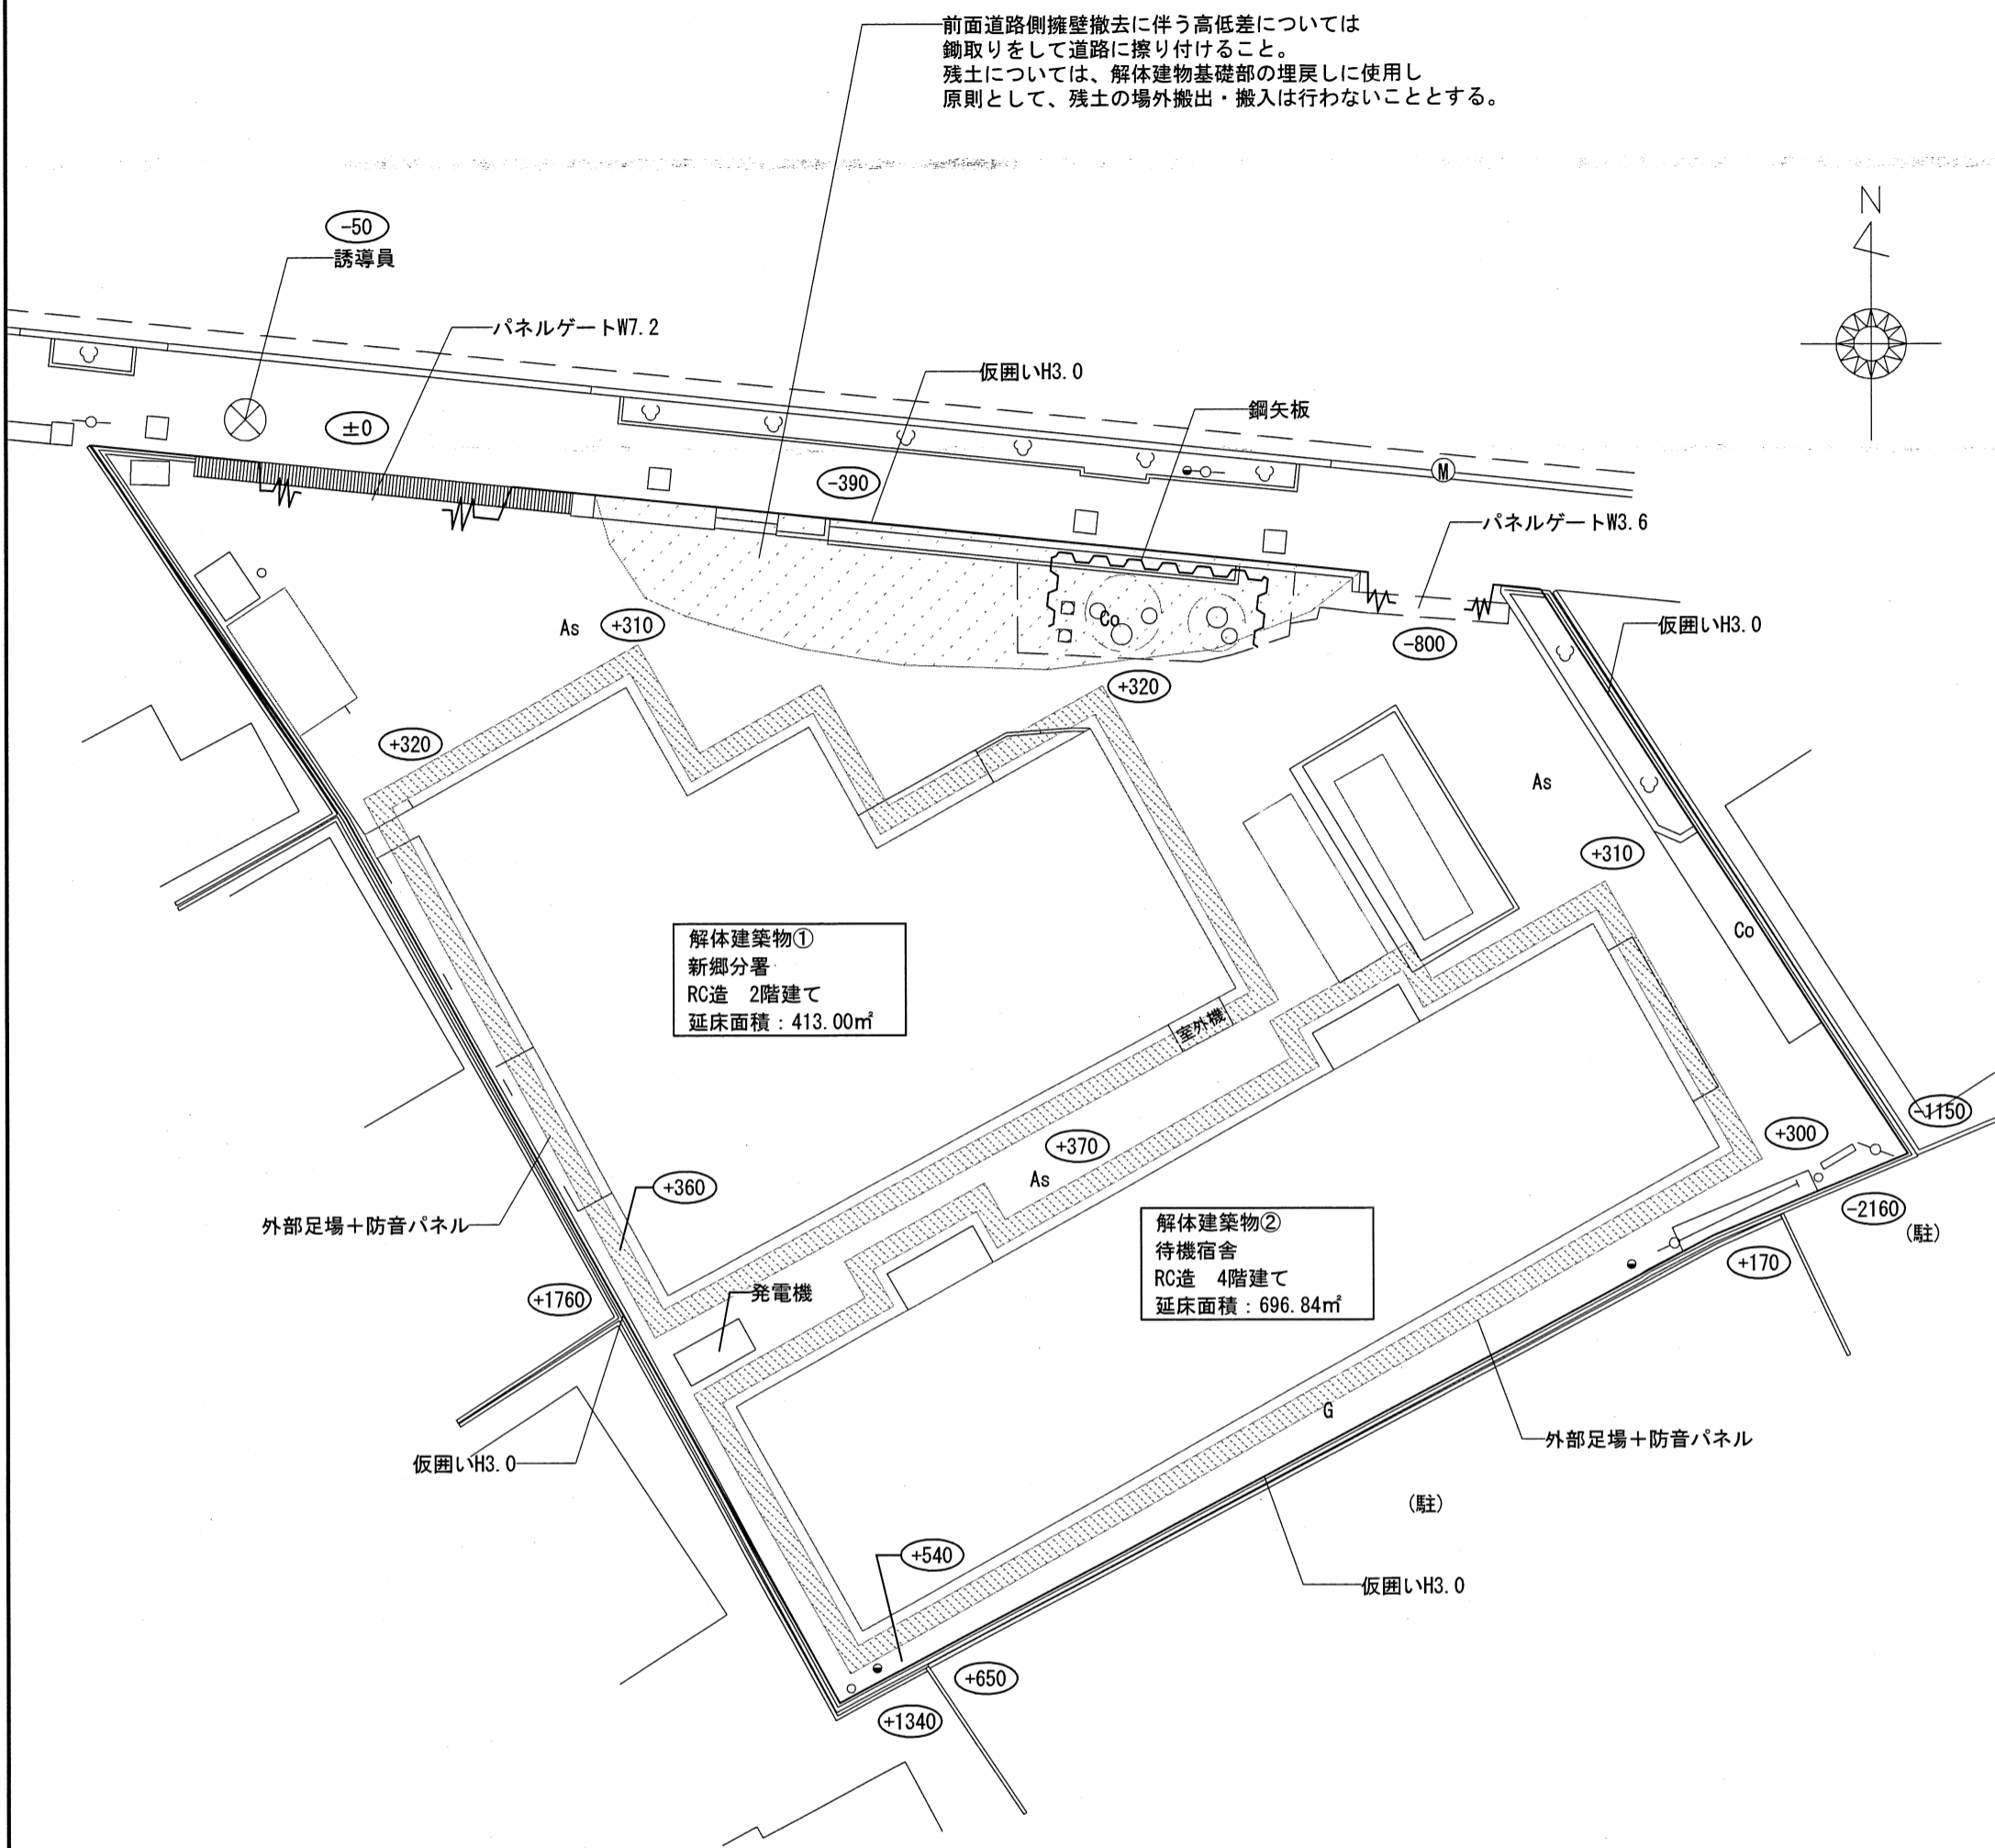 前面道路側擁壁撤去に伴う高低差については
鋤取りをして道路に擦り付けること。
残土については、解体建物基礎部の埋戻しに使用し
原則として、残土の場外搬出・搬入は行わないこととする。
N
-50
誘導員
パネルゲートW7.2
仮囲いH3.0
鋼矢板
±0
-390
M
パネルゲートW3.6
仮囲いH3.0
As
+310
Co
-800
+320
+320
As
+310
Co
解体建築物①
新郷分署
RC造 2階建て
延床面積：413.00㎡
室外機
-1150
+300
+370
As
+360
外部足場＋防音パネル
-2160
(駐)
解体建築物②
待機宿舎
RC造 4階建て
延床面積：696.84㎡
+170
+1760
発電機
G
外部足場＋防音パネル
仮囲いH3.0
(駐)
+540
仮囲いH3.0
+650
+1340